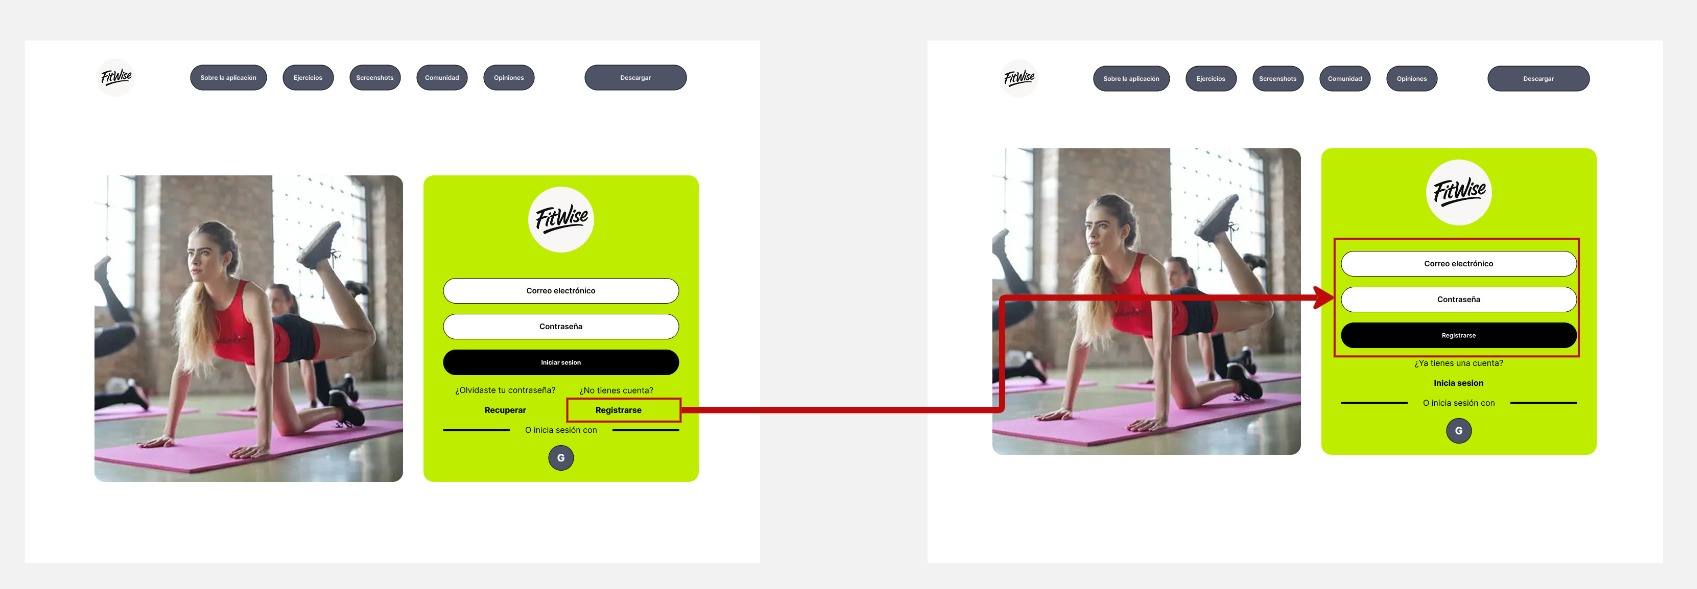 FitWise
Sobre la aplicación
Ejercicios
Screenshots
Comunidad
Opiniones
Descargar
FitWise
Correo electrónico
Contraseña
Iniciar sesion
¿Olvidaste tu contraseña?
¿No tienes cuenta?
Recuperar
Registrarse
O inicia sesión con
G
FitWise
Sobre la aplicación
Ejercicios
Screenshots
Comunidad
Opiniones
Descargar
FitWise
Correo electrónico
Contraseña
Registrarse
¿Ya tienes una cuenta?
Inicia sesion
O inicia sesión con
G